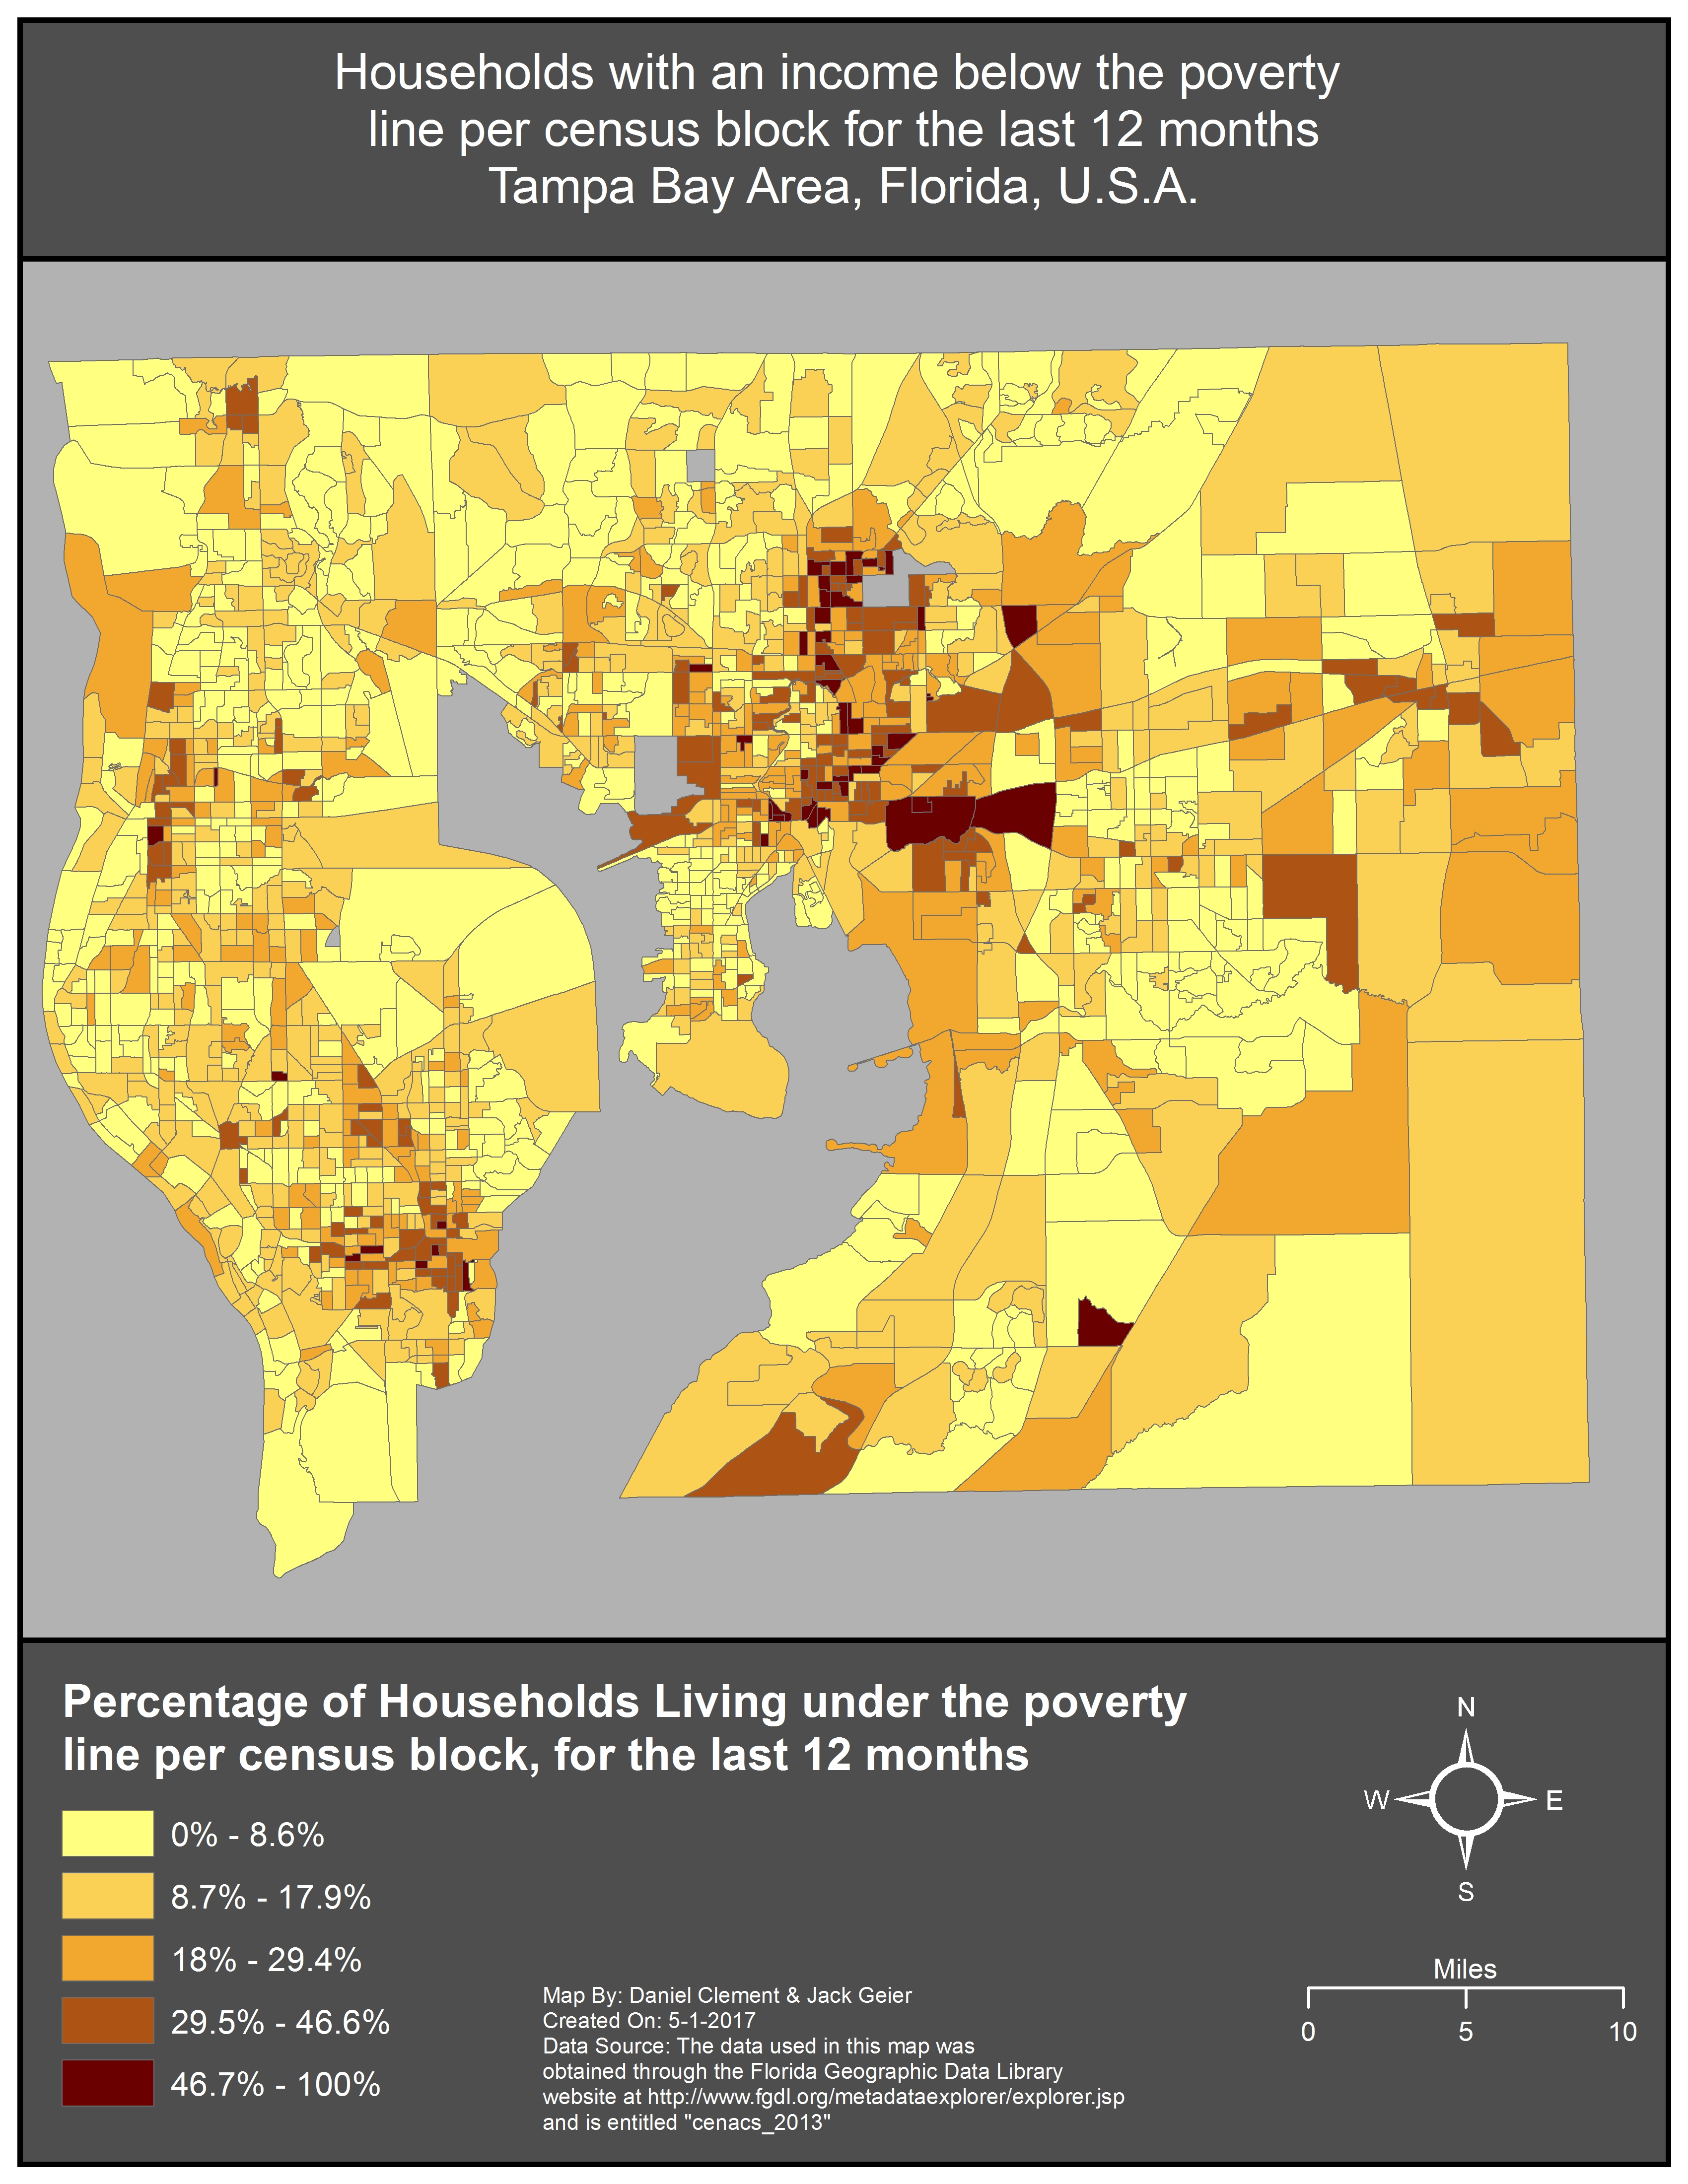 Households with an income below the poverty
line per census block for the last 12 months
Tampa Bay Area, Florida, U.S.A.
Percentage of Households Living under the poverty
line per census block, for the last 12 months
0% - 8.6%
8.7% - 17.9%
18% - 29.4%
29.5% - 46.6%
46.7% - 100%
Map By: Daniel Clement & Jack Geier
Created On: 5-1-2017
Data Source: The data used in this map was
obtained through the Florida Geographic Data Library
website at http://www.fgdl.org/metadataexplorer/explorer.jsp
and is entitled "cenacs_2013"
N
W E
S
Miles
0 5 10